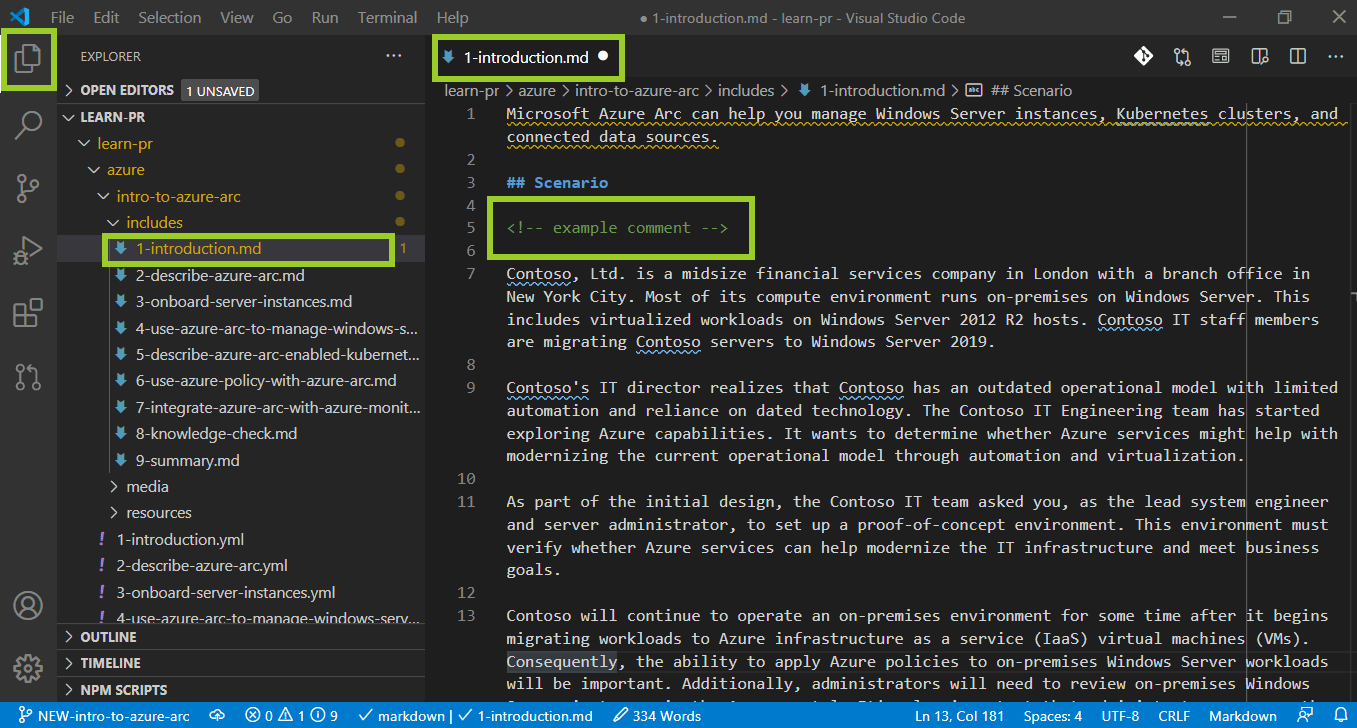 File Edit Selection View Go Run Terminal Help
● 1-introduction.md - learn-pr - Visual Studio Code
EXPLORER
OPEN EDITORS 1 UNSAVED
LEARN-PR
learn-pr
azure
intro-to-azure-arc
includes
1-introduction.md 1
2-describe-azure-arc.md
3-onboard-server-instances.md
4-use-azure-arc-to-manage-windows-s...
5-describe-azure-arc-enabled-kubernet...
6-use-azure-policy-with-azure-arc.md
7-integrate-azure-arc-with-azure-monit...
8-knowledge-check.md
9-summary.md
media
resources
! 1-introduction.yml
! 2-describe-azure-arc.yml
! 3-onboard-server-instances.yml
! 4-use-azure-arc-to-manage-windows-serv...
OUTLINE
TIMELINE
NPM SCRIPTS
1-introduction.md ●
learn-pr > azure > intro-to-azure-arc > includes > 1-introduction.md > abc ## Scenario
1 Microsoft Azure Arc can help you manage Windows Server instances, Kubernetes clusters, and
connected data sources.
2
3 ## Scenario
4
5 <!-- example comment -->
6
7 Contoso, Ltd. is a midsize financial services company in London with a branch office in
New York City. Most of its compute environment runs on-premises on Windows Server. This
includes virtualized workloads on Windows Server 2012 R2 hosts. Contoso IT staff members
are migrating Contoso servers to Windows Server 2019.
8
9 Contoso's IT director realizes that Contoso has an outdated operational model with limited
automation and reliance on dated technology. The Contoso IT Engineering team has started
exploring Azure capabilities. It wants to determine whether Azure services might help with
modernizing the current operational model through automation and virtualization.
10
11 As part of the initial design, the Contoso IT team asked you, as the lead system engineer
and server administrator, to set up a proof-of-concept environment. This environment must
verify whether Azure services can help modernize the IT infrastructure and meet business
goals.
12
13 Contoso will continue to operate an on-premises environment for some time after it begins
migrating workloads to Azure infrastructure as a service (IaaS) virtual machines (VMs).
Consequently, the ability to apply Azure policies to on-premises Windows Server workloads
will be important. Additionally, administrators will need to review on-premises Windows
NEW-intro-to-azure-arc 0 1 9 markdown | 1-introduction.md 334 Words Ln 13, Col 181 Spaces: 4 UTF-8 CRLF Markdown